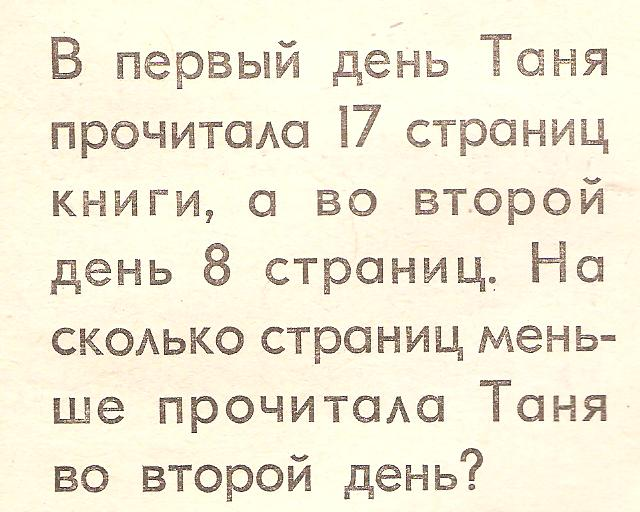 В первый день Таня
прочитала 17 страниц
книги, а во второй
день 8 страниц. На
сколько страниц мень-
ше прочитала Таня
во второй день?